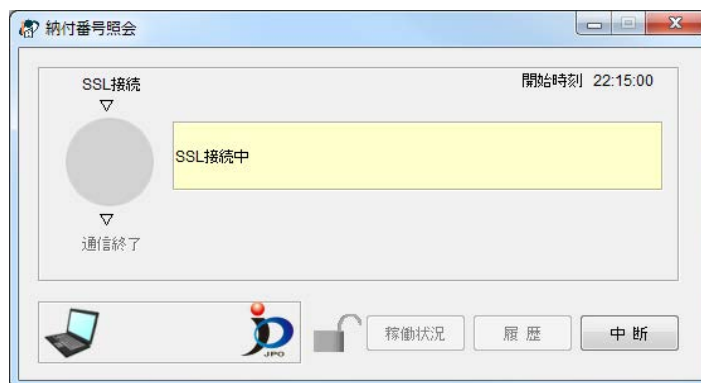 納付番号照会
SSL接続
開始時刻 22:15:00
▽
SSL接続中
▽
通信終了
JPO
稼働状況
履 歴
中 断